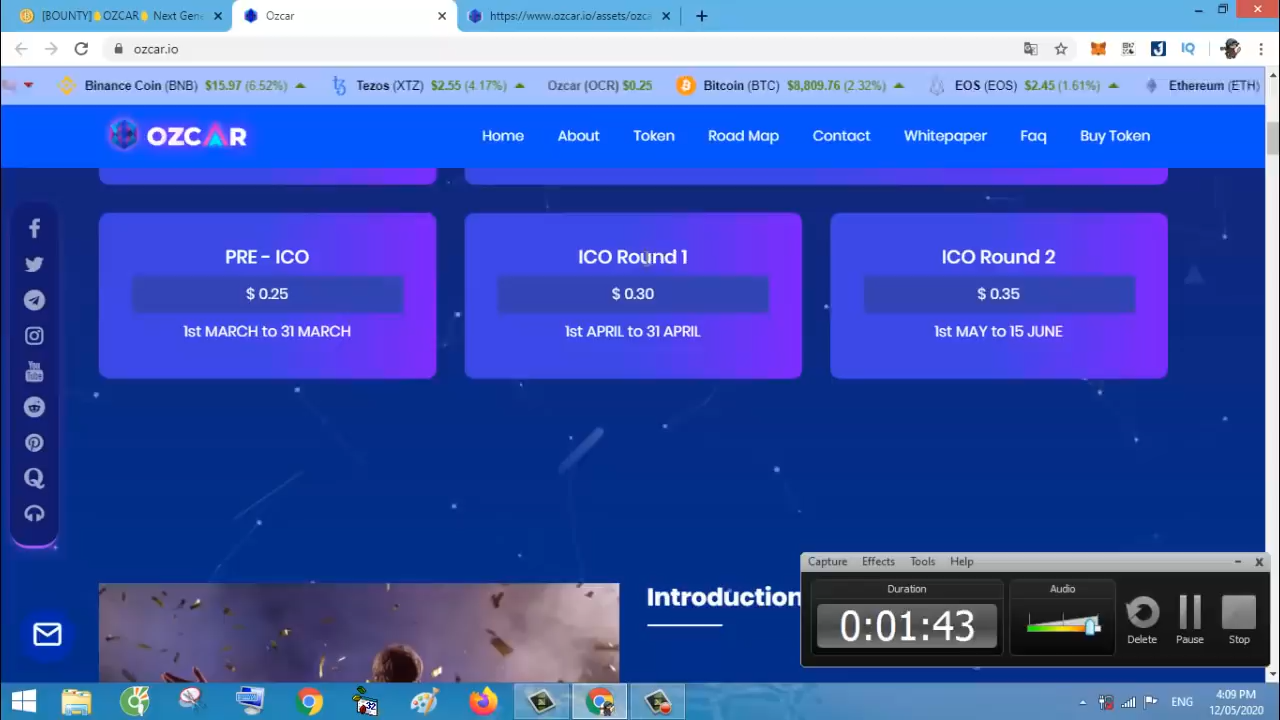 [BOUNTY] OZCAR Next Gene
Ozcar
https://www.ozcar.io/assets/ozca
ozcar.io
Binance Coin (BNB) $15.97 (6.52%)
Tezos (XTZ) $2.55 (4.17%)
Ozcar (OCR) $0.25
Bitcoin (BTC) $8,809.76 (2.32%)
EOS (EOS) $2.45 (1.61%)
Ethereum (ETH)
OZCAR
Home
About
Token
Road Map
Contact
Whitepaper
Faq
Buy Token
PRE - ICO
$ 0.25
1st MARCH to 31 MARCH
ICO Round 1
$ 0.30
1st APRIL to 31 APRIL
ICO Round 2
$ 0.35
1st MAY to 15 JUNE
Introduction
Capture Effects Tools Help
Duration
0:01:43
Audio
Delete
Pause
Stop
ENG
4:09 PM
12/05/2020